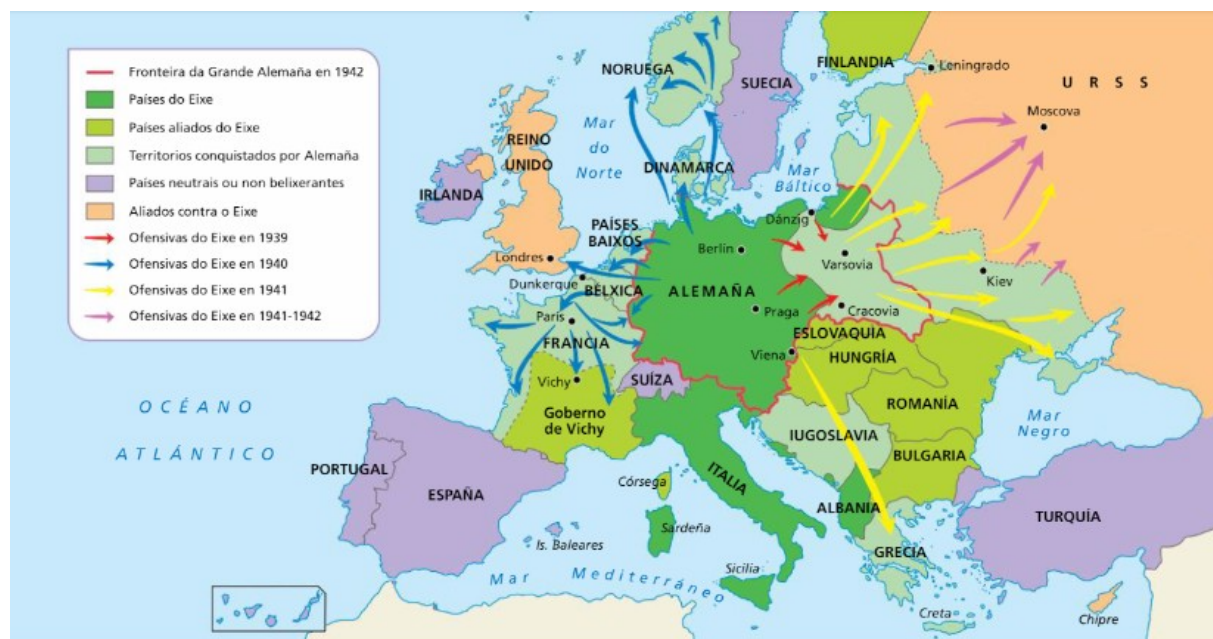 Fronteira da Grande Alemaña en 1942
Países do Eixe
Países aliados do Eixe
Territorios conquistados por Alemaña
Países neutrais ou non belixerantes
Aliados contra o Eixe
Ofensivas do Eixe en 1939
Ofensivas do Eixe en 1940
Ofensivas do Eixe en 1941
Ofensivas do Eixe en 1941-1942
NORUEGA
SUECIA
FINLANDIA
Leningrado
URSS
Moscova
REINO
UNIDO
Mar
do
Norte
DINAMARCA
Mar
Báltico
IRLANDA
PAÍSES
BAIXOS
Dánzig
Berlín
Londres
Varsovia
Dunkerque
BÉLXICA
ALEMAÑA
Kiev
París
Praga
Cracovia
FRANCIA
ESLOVAQUIA
Viena
HUNGRÍA
Vichy
SUÍZA
ROMANÍA
OCÉANO
ATLÁNTICO
Goberno
de Vichy
Mar
Negro
IUGOSLAVIA
BULGARIA
PORTUGAL
ESPAÑA
ITALIA
Córsega
ALBANIA
TURQUÍA
Sardeña
Is. Baleares
GRECIA
Sicilia
Mar Mediterráneo
Creta
Chipre